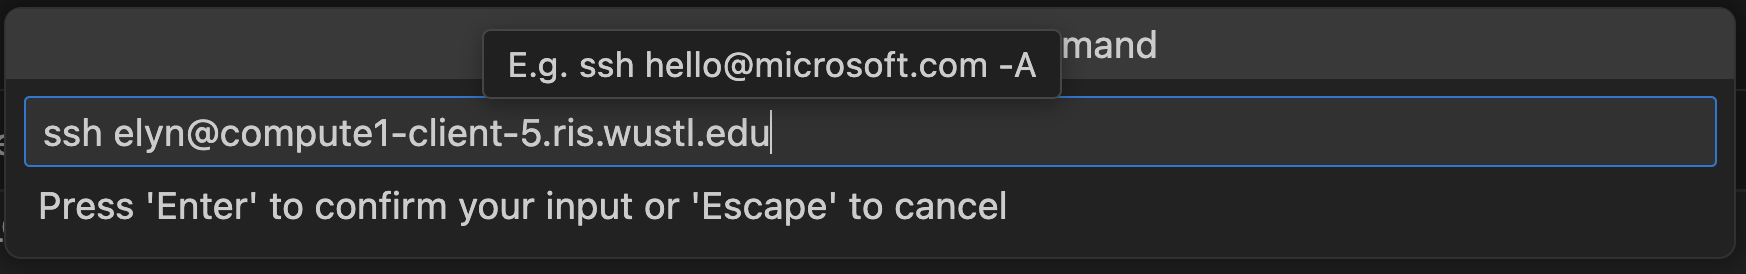 mand
E.g. ssh hello@microsoft.com -A
ssh elyn@compute1-client-5.ris.wustl.edu
Press 'Enter' to confirm your input or 'Escape' to cancel